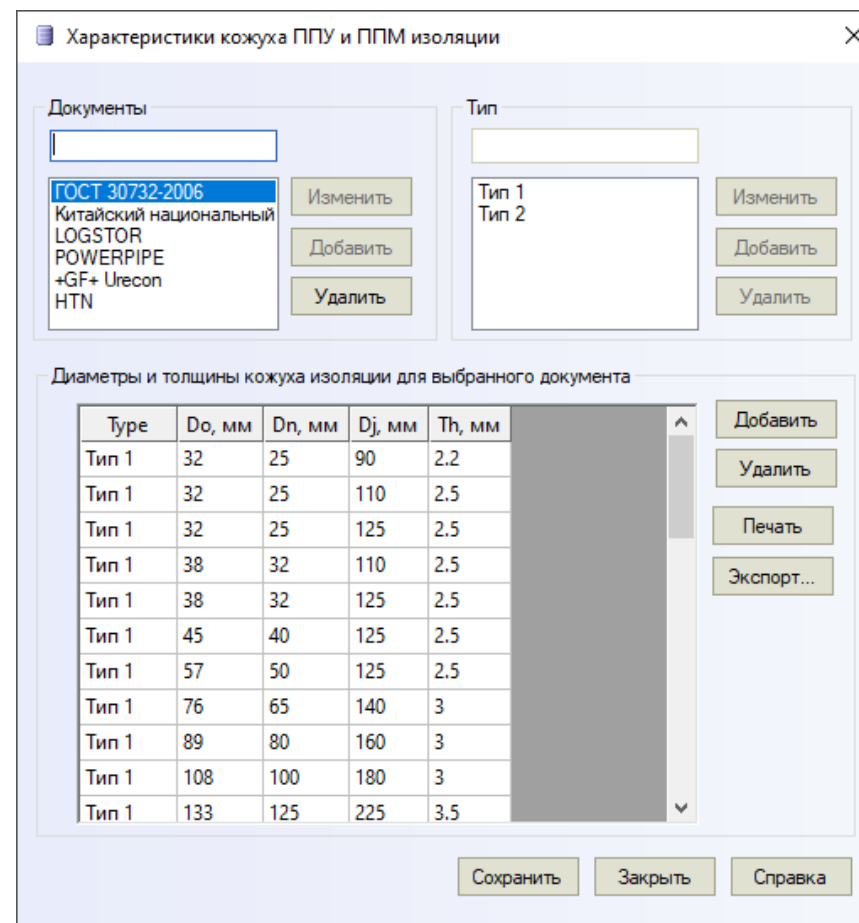 Характеристики кожуха ППУ и ППМ изоляции
Документы
ГОСТ 30732-2006
Китайский национальный
LOGSTOR
POWERPIPE
+GF+ Urecon
HTN
Изменить
Добавить
Удалить
Тип
Тип 1
Тип 2
Изменить
Добавить
Удалить
Диаметры и толщины кожуха изоляции для выбранного документа
Type Do, мм Dn, мм Dj, мм Th, мм
Тип 1 32 25 90 2.2
Тип 1 32 25 110 2.5
Тип 1 32 25 125 2.5
Тип 1 38 32 110 2.5
Тип 1 38 32 125 2.5
Тип 1 45 40 125 2.5
Тип 1 57 50 125 2.5
Тип 1 76 65 140 3
Тип 1 89 80 160 3
Тип 1 108 100 180 3
Тип 1 133 125 225 3.5
Добавить
Удалить
Печать
Экспорт...
Сохранить
Закрыть
Справка